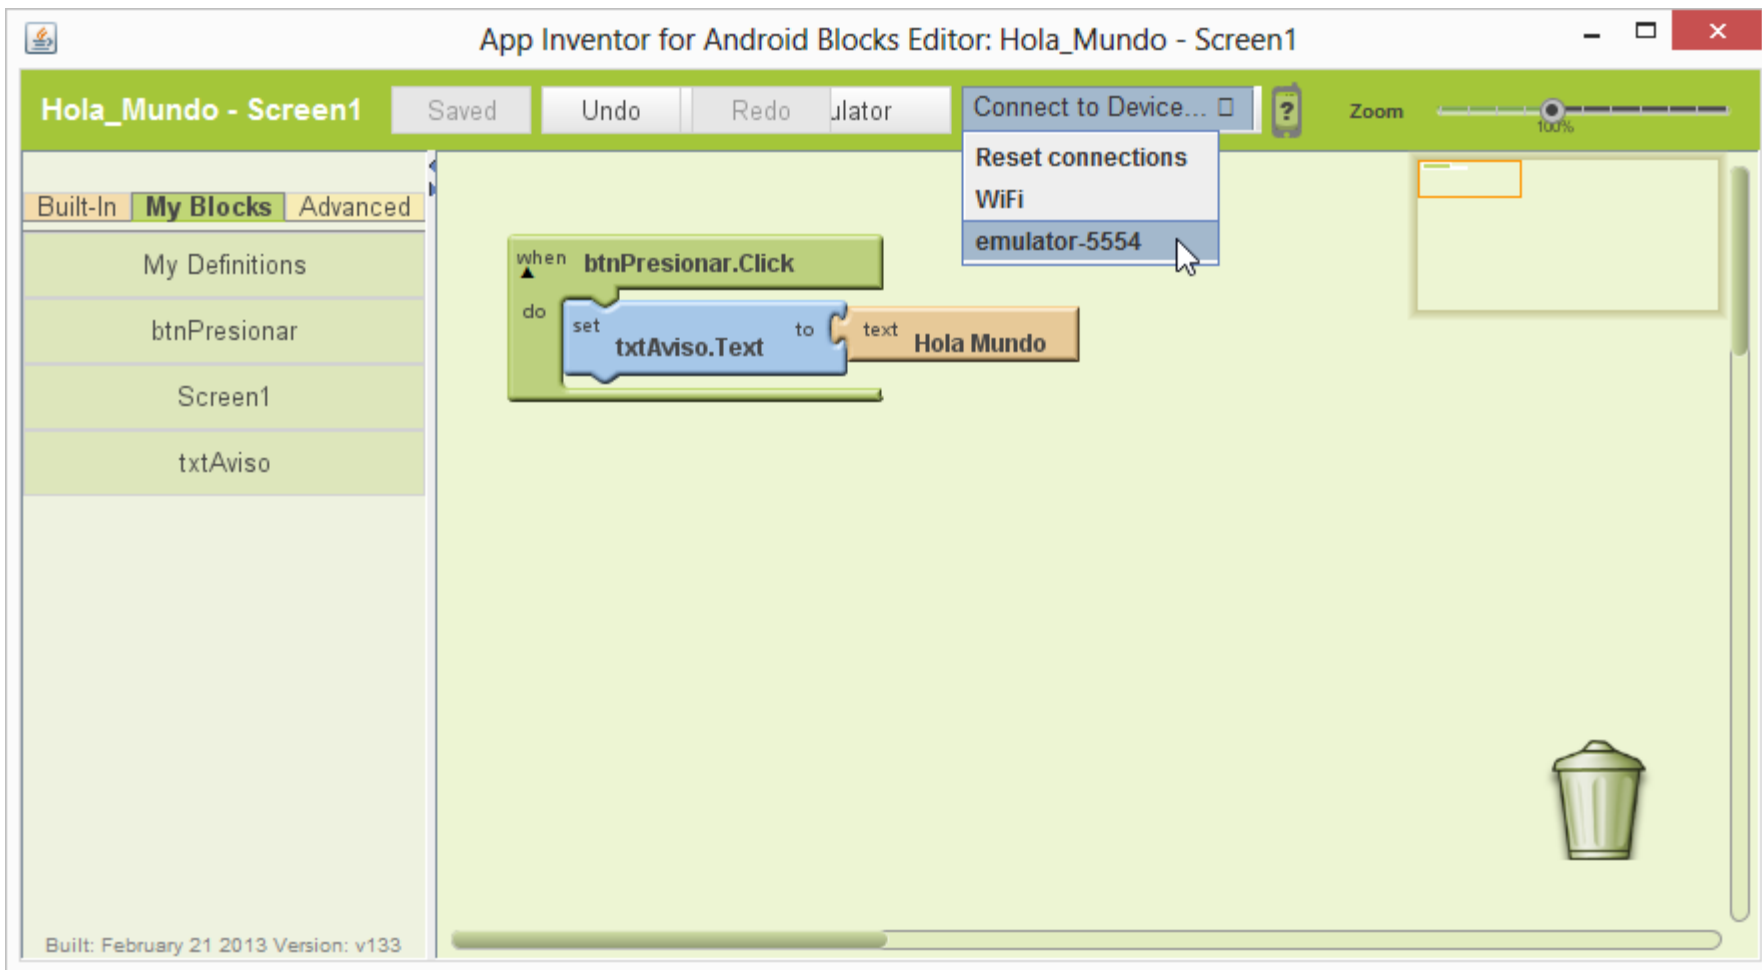 App Inventor for Android Blocks Editor: Hola_Mundo - Screen1
Hola_Mundo - Screen1 Saved Undo Redo ulator Connect to Device... ? Zoom 100%
Reset connections
WiFi
emulator-5554
Built-In My Blocks Advanced
My Definitions
btnPresionar
Screen1
txtAviso
when btnPresionar.Click
do set txtAviso.Text to text Hola Mundo
Built: February 21 2013 Version: v133